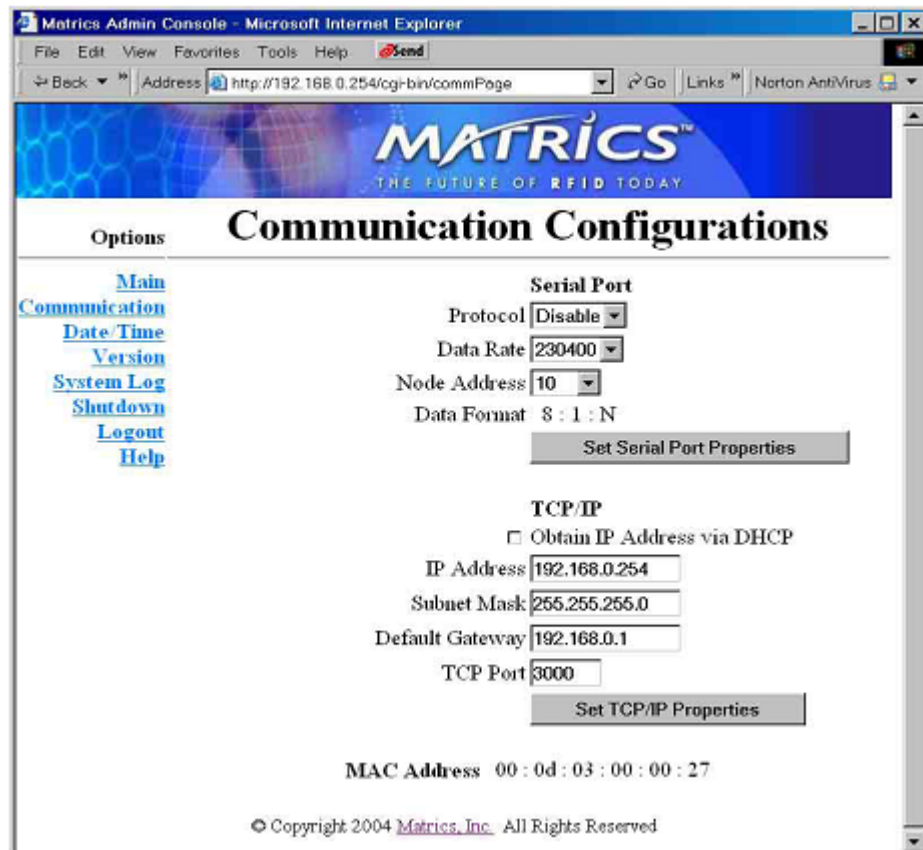 Matrics Admin Console - Microsoft Internet Explorer
File Edit View Favorites Tools Help Send
Back Address http://192.168.0.254/cgi-bin/commPage Go Links Norton AntiVirus
MATRICS™
THE FUTURE OF RFID TODAY
Options
Communication Configurations
Main
Communication
Date/Time
Version
System Log
Shutdown
Logout
Help
Serial Port
Protocol Disable
Data Rate 230400
Node Address 10
Data Format 8 : 1 : N
Set Serial Port Properties
TCP/IP
Obtain IP Address via DHCP
IP Address 192.168.0.254
Subnet Mask 255.255.255.0
Default Gateway 192.168.0.1
TCP Port 3000
Set TCP/IP Properties
MAC Address 00 : 0d : 03 : 00 : 00 : 27
© Copyright 2004 Matrics, Inc. All Rights Reserved